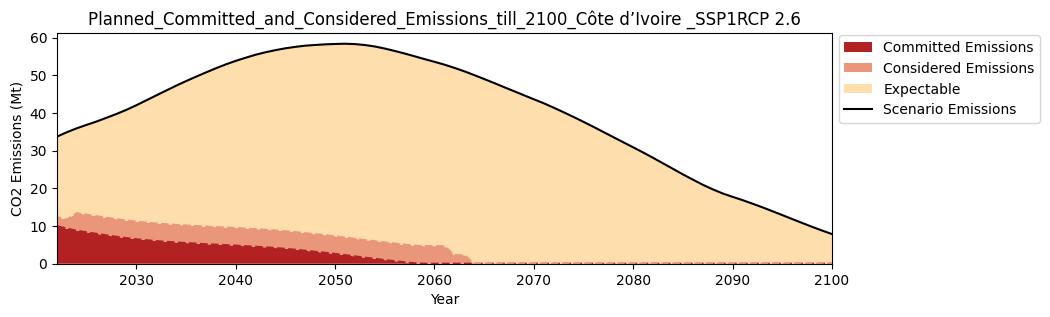 Planned_Committed_and_Considered_Emissions_till_2100_Côte d’Ivoire _SSP1RCP 2.6
60
50
40
30
20
10
0
CO2 Emissions (Mt)
2030 2040 2050 2060 2070 2080 2090 2100
Year
Committed Emissions
Considered Emissions
Expectable
Scenario Emissions